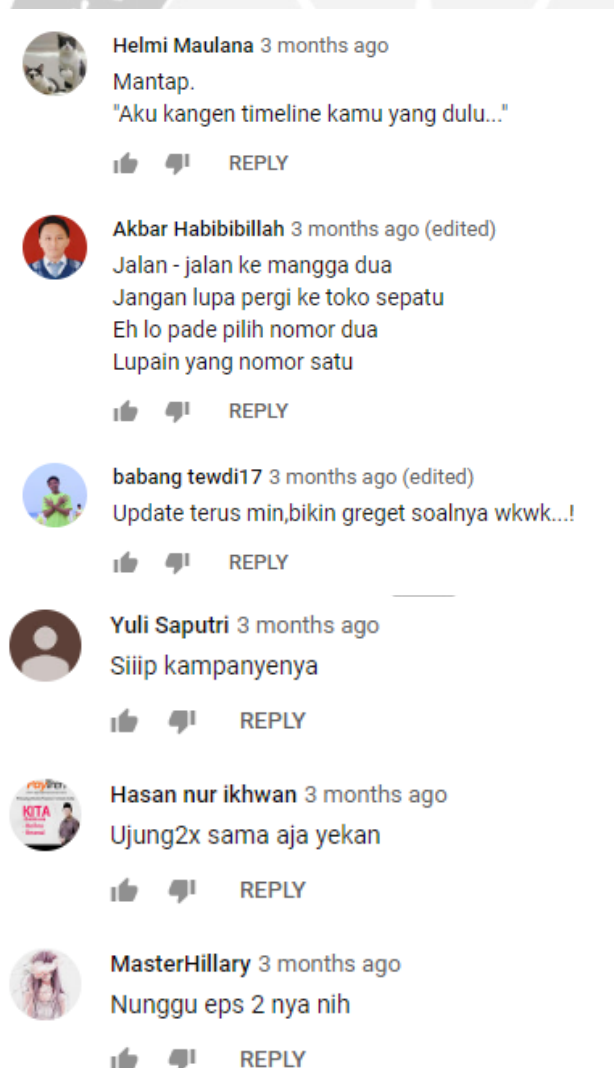 Helmi Maulana 3 months ago
Mantap.
"Aku kangen timeline kamu yang dulu..."
REPLY
Akbar Habibibillah 3 months ago (edited)
Jalan - jalan ke mangga dua
Jangan lupa pergi ke toko sepatu
Eh lo pade pilih nomor dua
Lupain yang nomor satu
REPLY
babang tewdi17 3 months ago (edited)
Update terus min,bikin greget soalnya wkwk...!
REPLY
Yuli Saputri 3 months ago
Siiip kampanyenya
REPLY
KITA
Hasan nur ikhwan 3 months ago
Ujung2x sama aja yekan
REPLY
MasterHillary 3 months ago
Nunggu eps 2 nya nih
REPLY